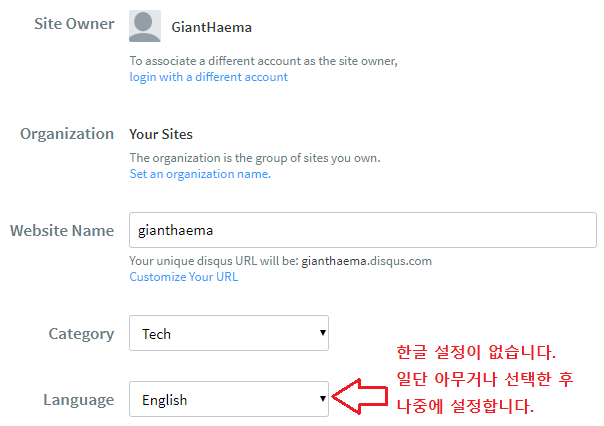 Site Owner
GiantHaema
To associate a different account as the site owner,
login with a different account
Organization
Your Sites
The organization is the group of sites you own.
Set an organization name.
Website Name
gianthaema
Your unique disqus URL will be: gianthaema.disqus.com
Customize Your URL
Category
Tech
한글 설정이 없습니다.
일단 아무거나 선택한 후
나중에 설정합니다.
Language
English